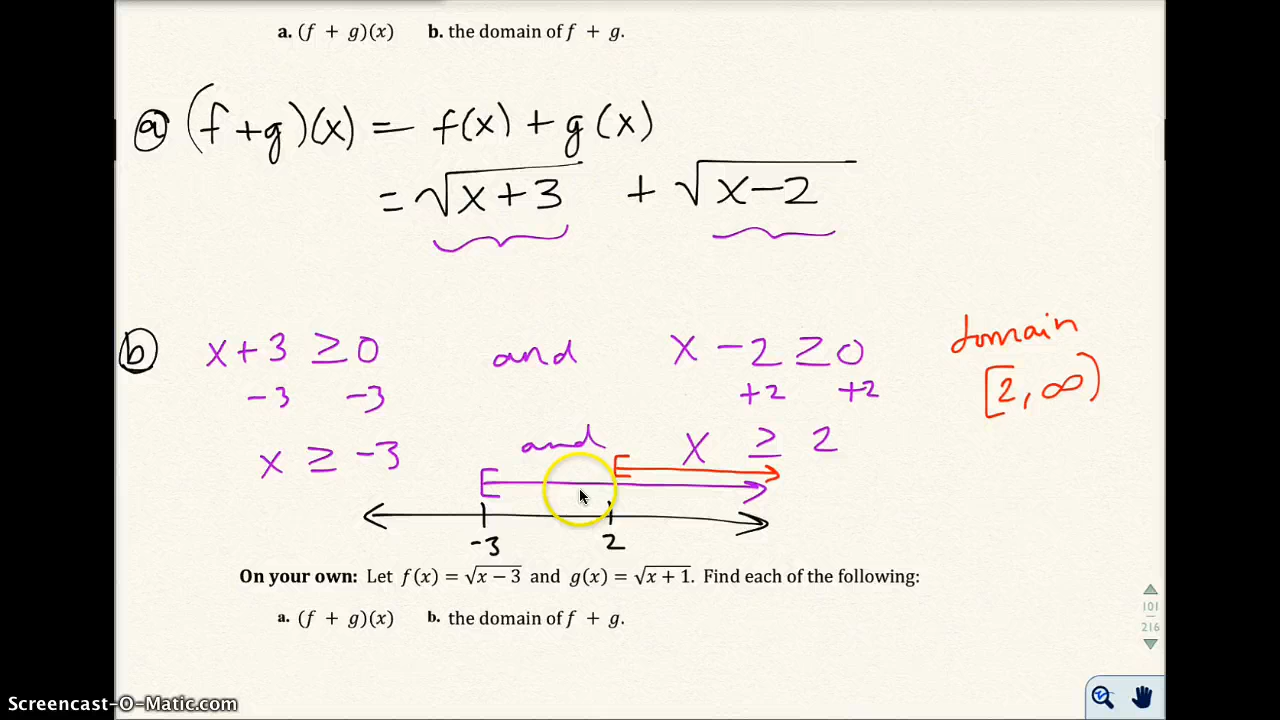 a. (f + g)(x) b. the domain of f + g.
a (f+g)(x) = f(x) + g(x)
= √x+3 + √x−2
b x+3 ≥0 and x −2 ≥0 domain
−3 −3 +2 +2 [2, ∞)
x ≥ −3 and x ≥ 2
-3 2
On your own: Let f(x) = √x − 3 and g(x) = √x + 1. Find each of the following:
a. (f + g)(x) b. the domain of f + g.
101
216
Screencast-O-Matic.com